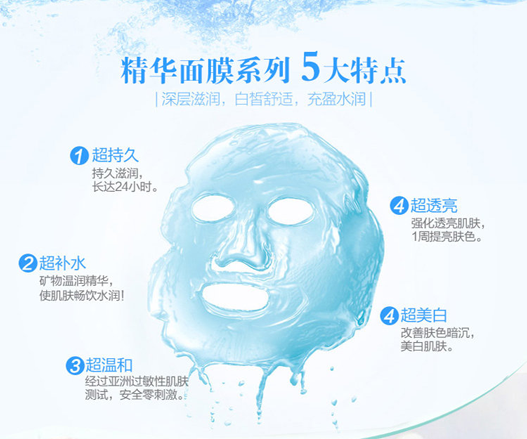 精华面膜系列 5大特点
|深层滋润,白皙舒适,充盈水润|
1 超持久
持久滋润,
长达24小时。
2 超补水
矿物温润精华,
使肌肤畅饮水润!
3 超温和
经过亚洲过敏性肌肤
测试,安全零刺激。
4 超透亮
强化透亮肌肤,
1周提亮肤色。
4 超美白
改善肤色暗沉,
美白肌肤。